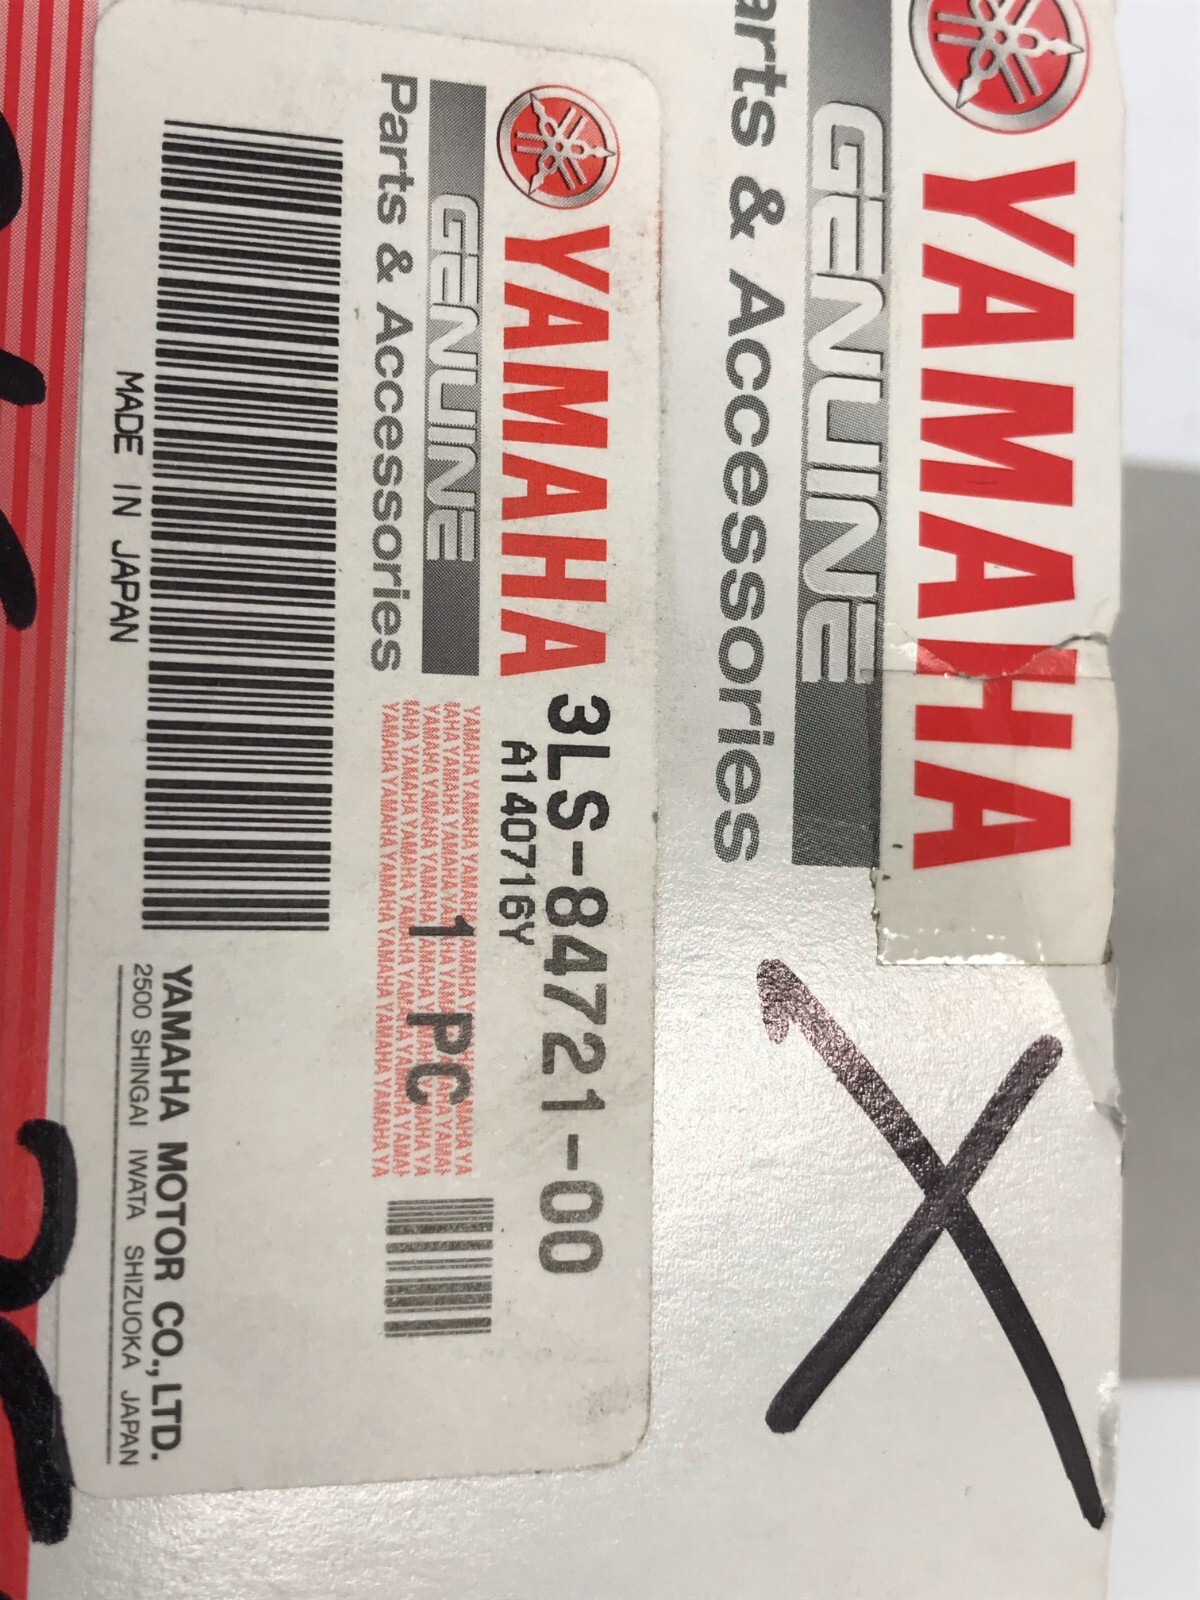 YAMAHA
GENUINE
arts & Accessories
X
YAMAHA
GENUINE
Parts & Accessories
3LS-84721-00
A140716Y
1 PC
MADE IN JAPAN
YAMAHA MOTOR CO., LTD.
2500 SHINGAI IWATA SHIZUOKA JAPAN